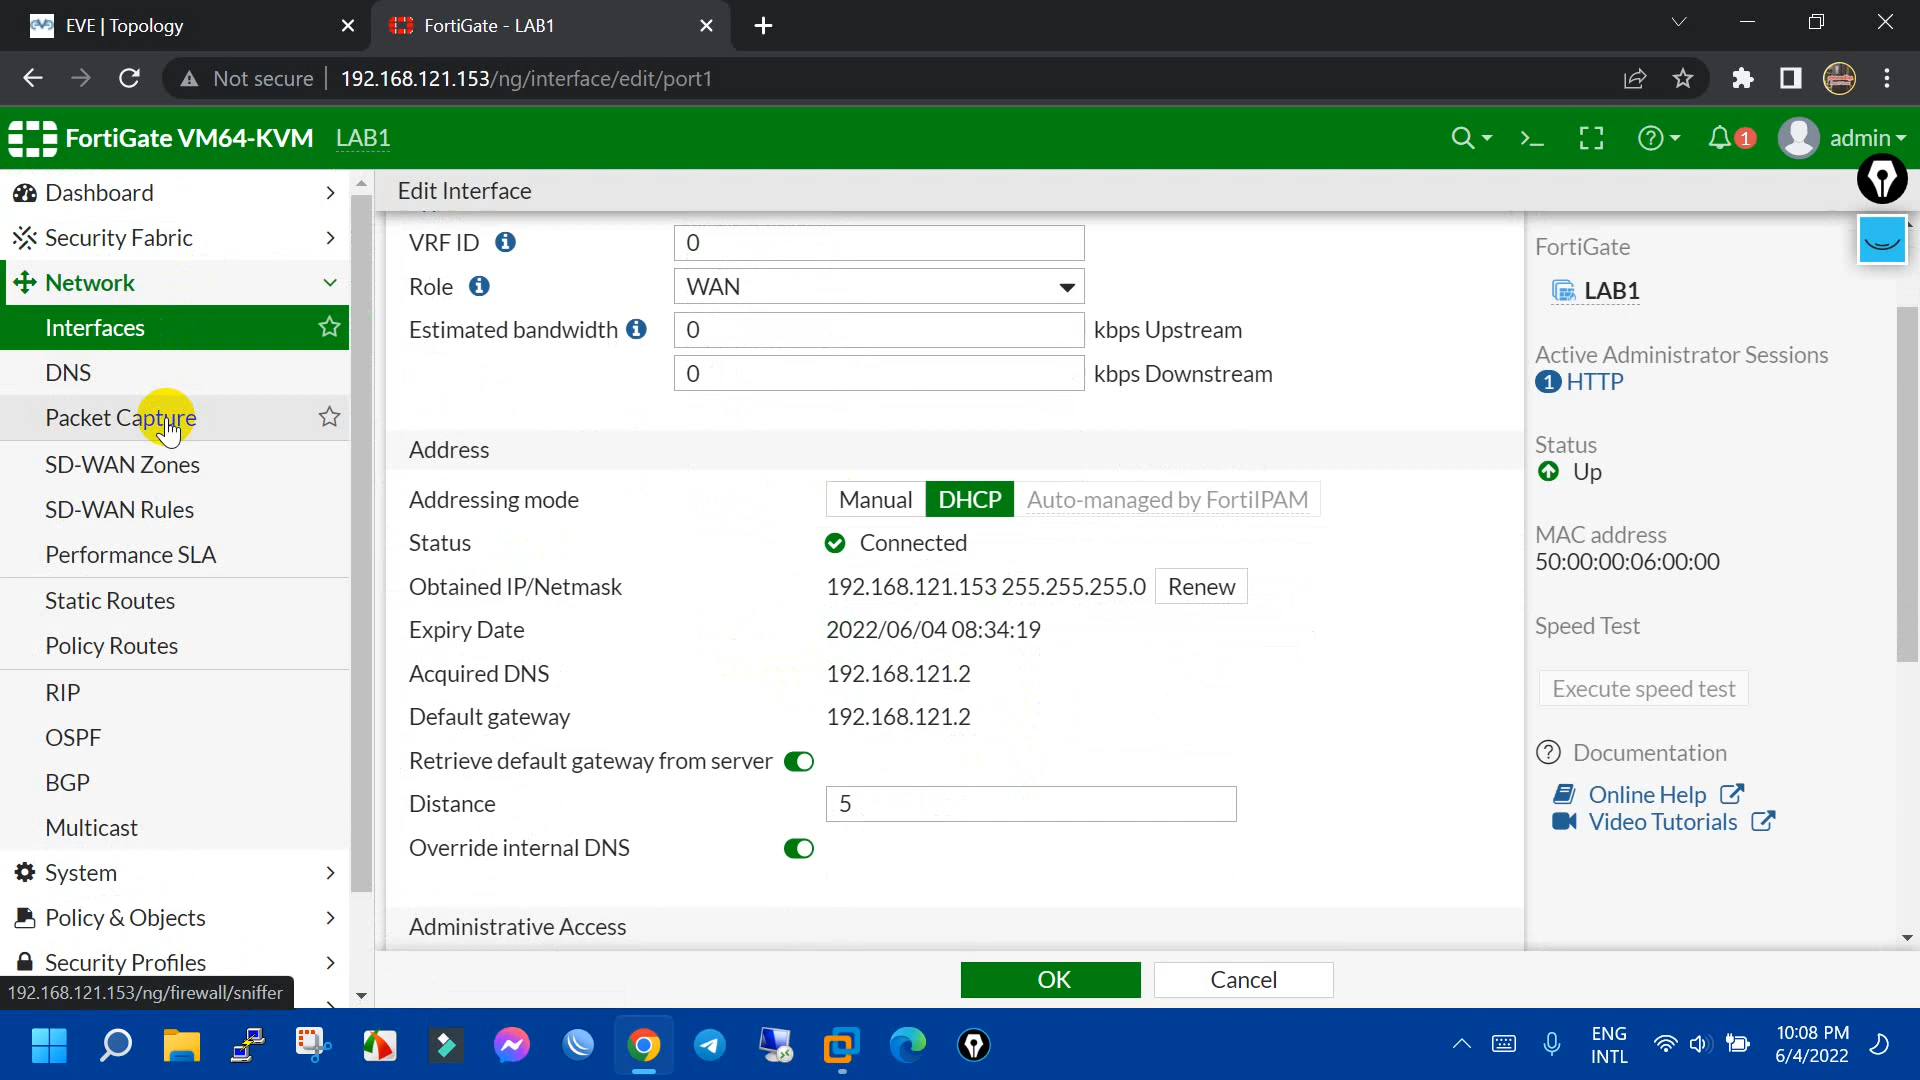 EVE | Topology
FortiGate - LAB1
Not secure 192.168.121.153/ng/interface/edit/port1
FortiGate VM64-KVM LAB1
1
admin
Dashboard
Security Fabric
Network
Interfaces
DNS
Packet Capture
SD-WAN Zones
SD-WAN Rules
Performance SLA
Static Routes
Policy Routes
RIP
OSPF
BGP
Multicast
System
Policy & Objects
Security Profiles
192.168.121.153/ng/firewall/sniffer
Edit Interface
VRF ID 0
Role WAN
Estimated bandwidth 0 kbps Upstream
0 kbps Downstream
Address
Addressing mode Manual DHCP Auto-managed by FortiIPAM
Status Connected
Obtained IP/Netmask 192.168.121.153 255.255.255.0 Renew
Expiry Date 2022/06/04 08:34:19
Acquired DNS 192.168.121.2
Default gateway 192.168.121.2
Retrieve default gateway from server
Distance 5
Override internal DNS
Administrative Access
OK Cancel
FortiGate
LAB1
Active Administrator Sessions
1 HTTP
Status
Up
MAC address
50:00:00:06:00:00
Speed Test
Execute speed test
Documentation
Online Help
Video Tutorials
ENG
INTL
10:08 PM
6/4/2022